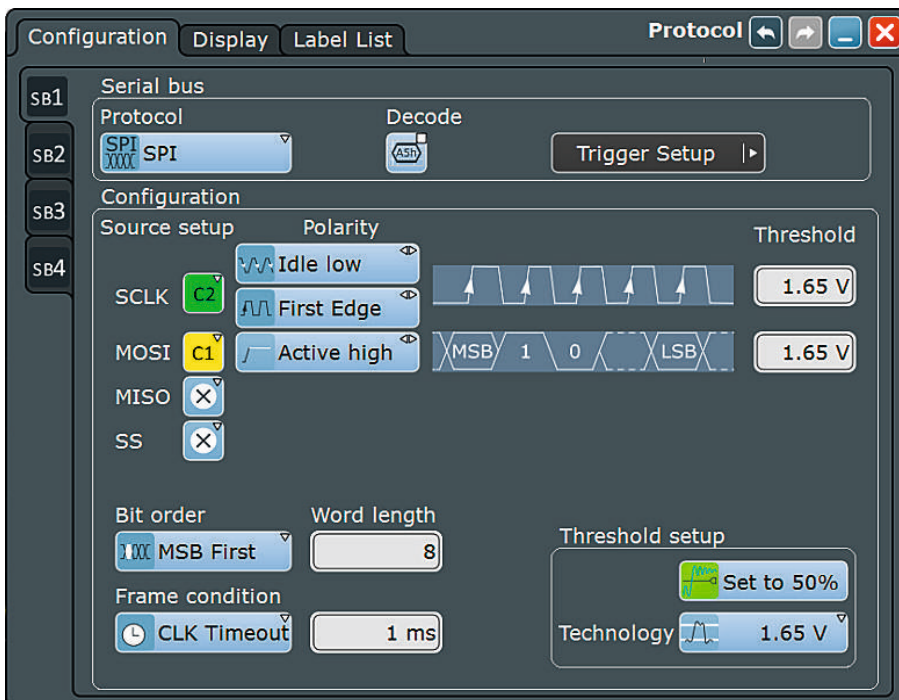 Configuration Display Label List Protocol
SB1
SB2
SB3
SB4
Serial bus
Protocol Decode
SPI SPI A5h Trigger Setup
Configuration
Source setup Polarity Threshold
Idle low
SCLK C2 First Edge 1.65 V
MOSI C1 Active high MSB 1 0 LSB 1.65 V
MISO
SS
Bit order Word length
MSB First 8
Threshold setup
Set to 50%
Frame condition
CLK Timeout 1 ms
Technology 1.65 V